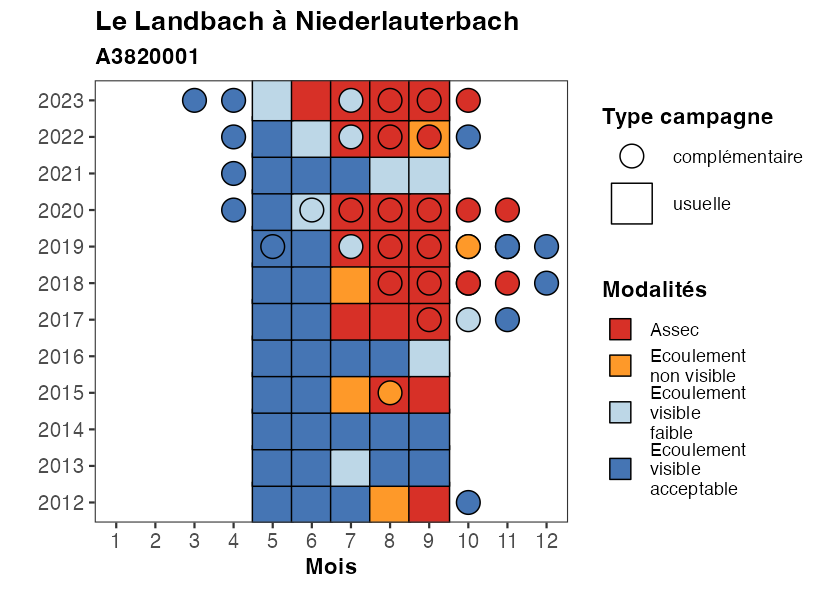 Le Landbach à Niederlauterbach
A3820001
2023
2022
2021
2020
2019
2018
2017
2016
2015
2014
2013
2012
1 2 3 4 5 6 7 8 9 10 11 12
Mois
Type campagne
complémentaire
usuelle
Modalités
Assec
Ecoulement
non visible
Ecoulement
visible
faible
Ecoulement
visible
acceptable